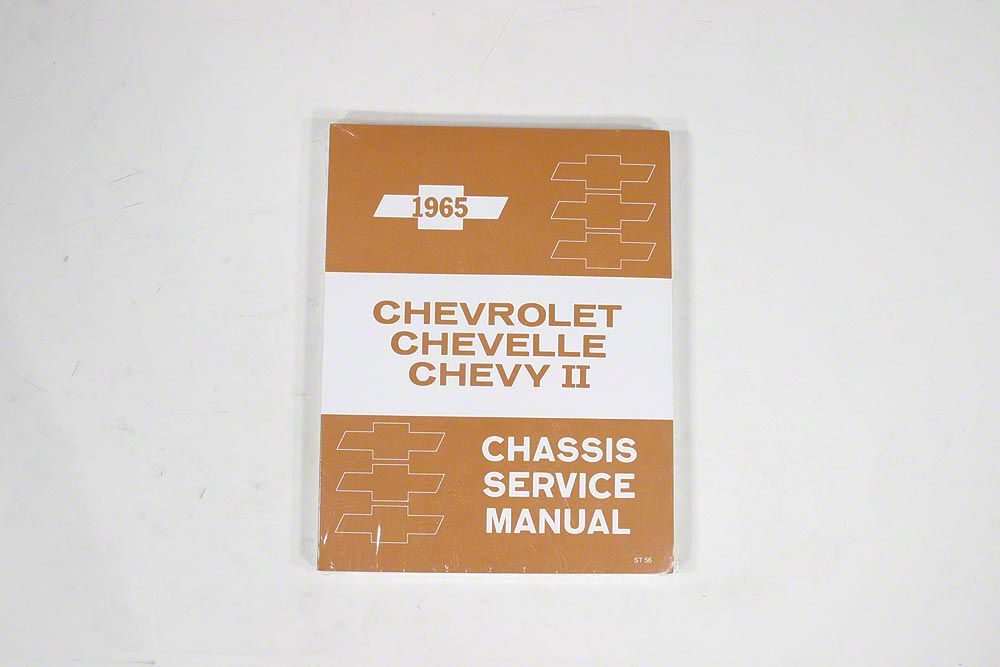 1965
CHEVROLET
CHEVELLE
CHEVY II
CHASSIS
SERVICE
MANUAL
ST 56